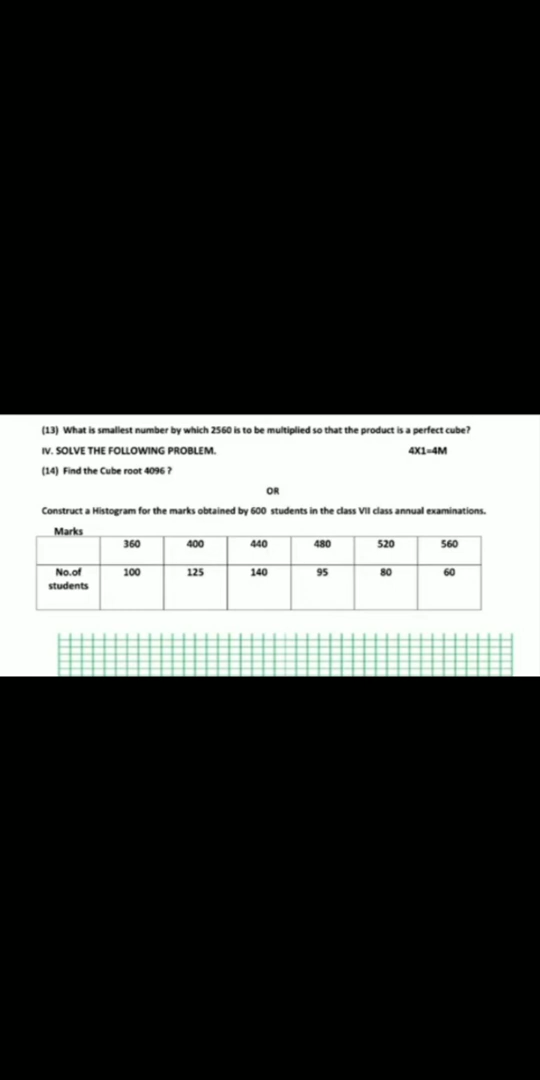 (13) What is smallest number by which 2560 is to be multiplied so that the product is a perfect cube?
IV. SOLVE THE FOLLOWING PROBLEM. 4X1=4M
(14) Find the Cube root 4096 ?
OR
Construct a Histogram for the marks obtained by 600 students in the class VII class annual examinations.
Marks
360 400 440 480 520 560
No.of 100 125 140 95 80 60
students